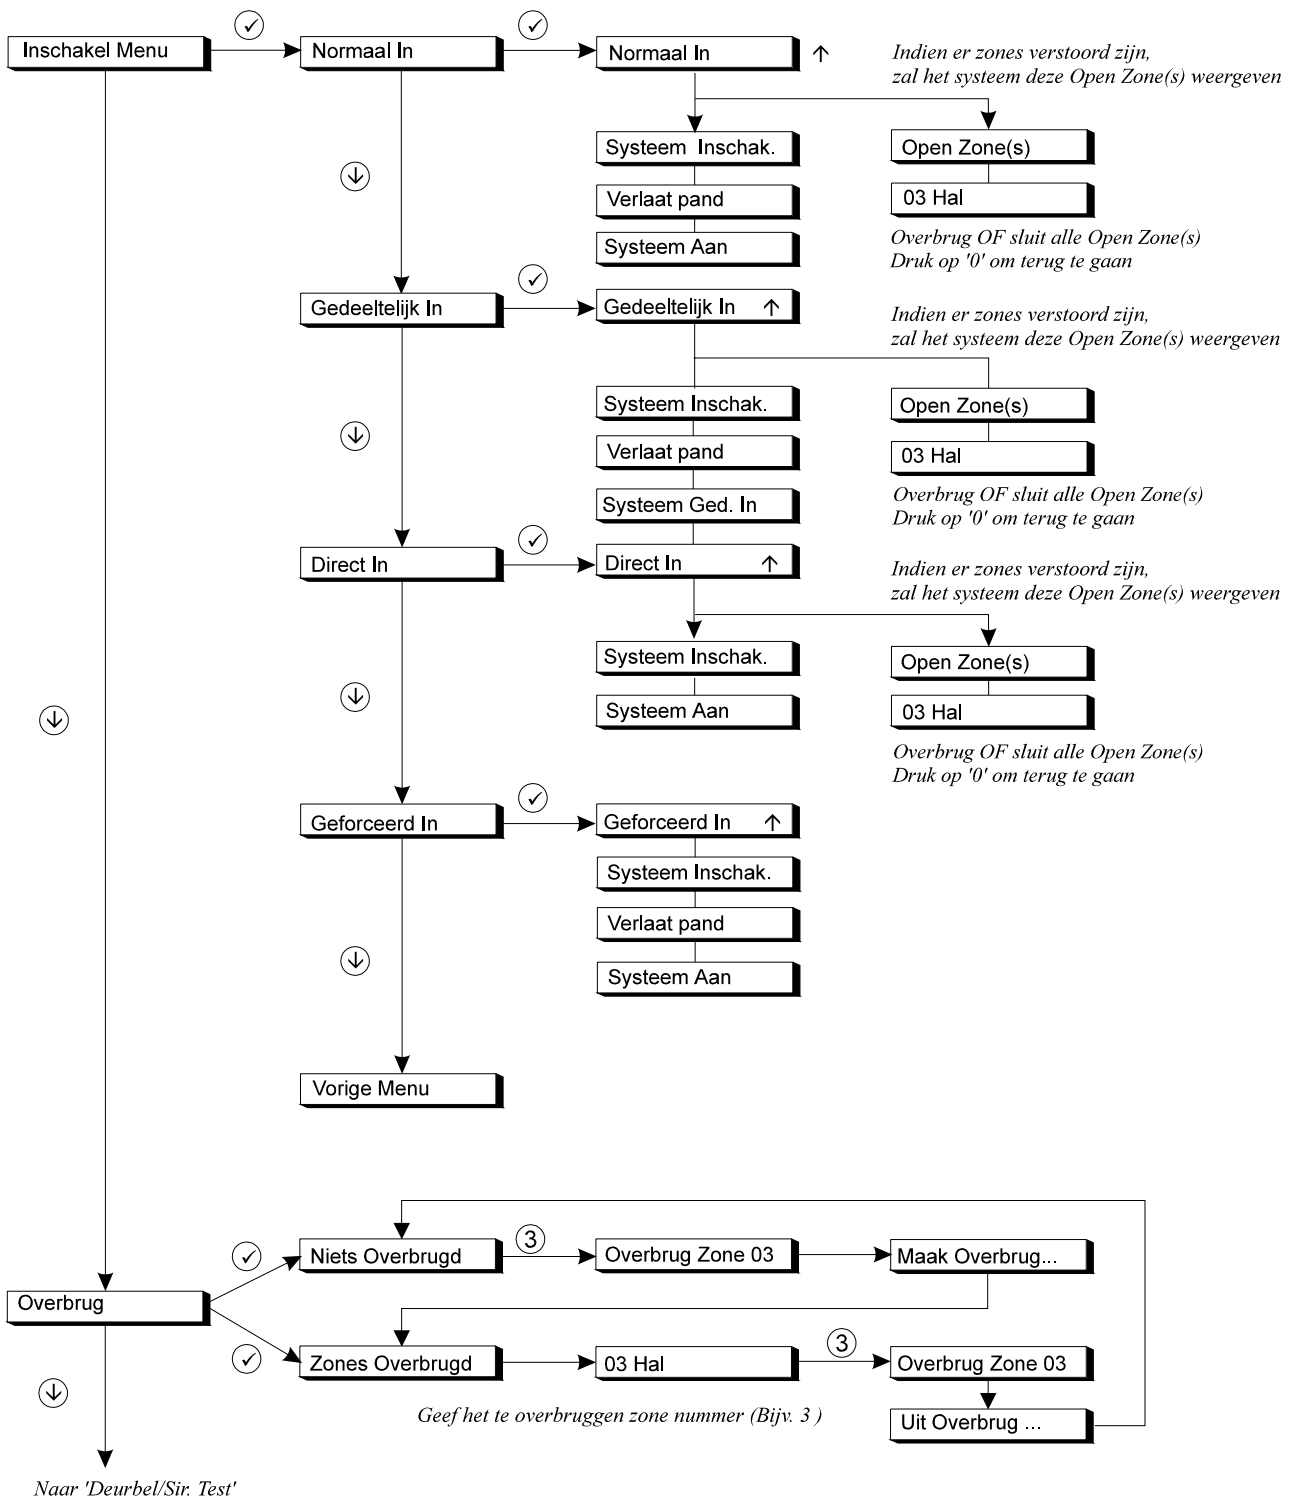 Inschakel Menu
Normaal In
Normaal In
Indien er zones verstoord zijn,
zal het systeem deze Open Zone(s) weergeven
Systeem Inschak.
Open Zone(s)
Verlaat pand
03 Hal
Systeem Aan
Overbrug OF sluit alle Open Zone(s)
Druk op '0' om terug te gaan
Gedeeltelijk In
Gedeeltelijk In
Indien er zones verstoord zijn,
zal het systeem deze Open Zone(s) weergeven
Systeem Inschak.
Open Zone(s)
Verlaat pand
03 Hal
Systeem Ged. In
Overbrug OF sluit alle Open Zone(s)
Druk op '0' om terug te gaan
Direct In
Direct In
Indien er zones verstoord zijn,
zal het systeem deze Open Zone(s) weergeven
Systeem Inschak.
Open Zone(s)
Systeem Aan
03 Hal
Overbrug OF sluit alle Open Zone(s)
Druk op '0' om terug te gaan
Geforceerd In
Geforceerd In
Systeem Inschak.
Verlaat pand
Systeem Aan
Vorige Menu
Niets Overbrugd
3
Overbrug Zone 03
Maak Overbrug...
Overbrug
Zones Overbrugd
03 Hal
3
Overbrug Zone 03
Geef het te overbruggen zone nummer (Bijv. 3 )
Uit Overbrug ...
Naar 'Deurbel/Sir. Test'